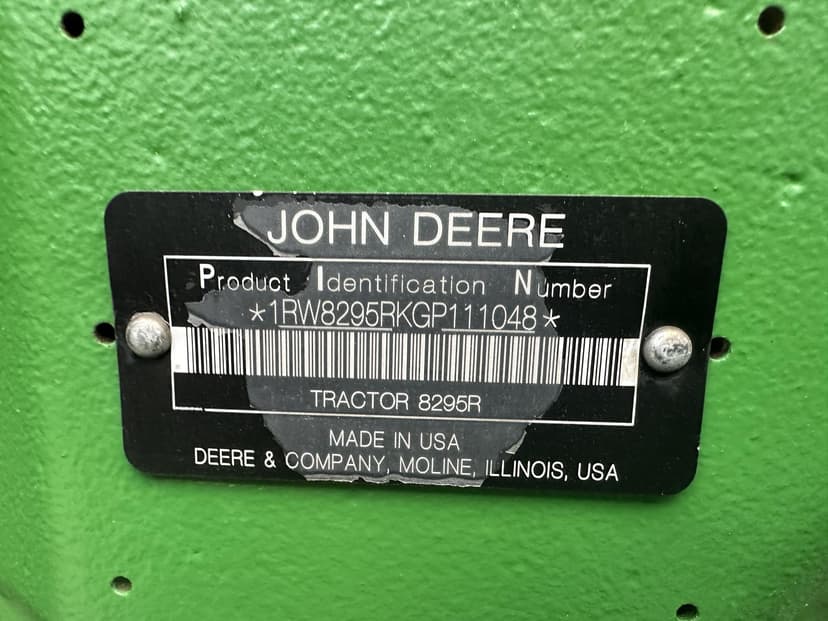 JOHN DEERE
Product Identification Number
*1RW8295RKGP111048*
TRACTOR 8295R
MADE IN USA
DEERE & COMPANY, MOLINE, ILLINOIS, USA